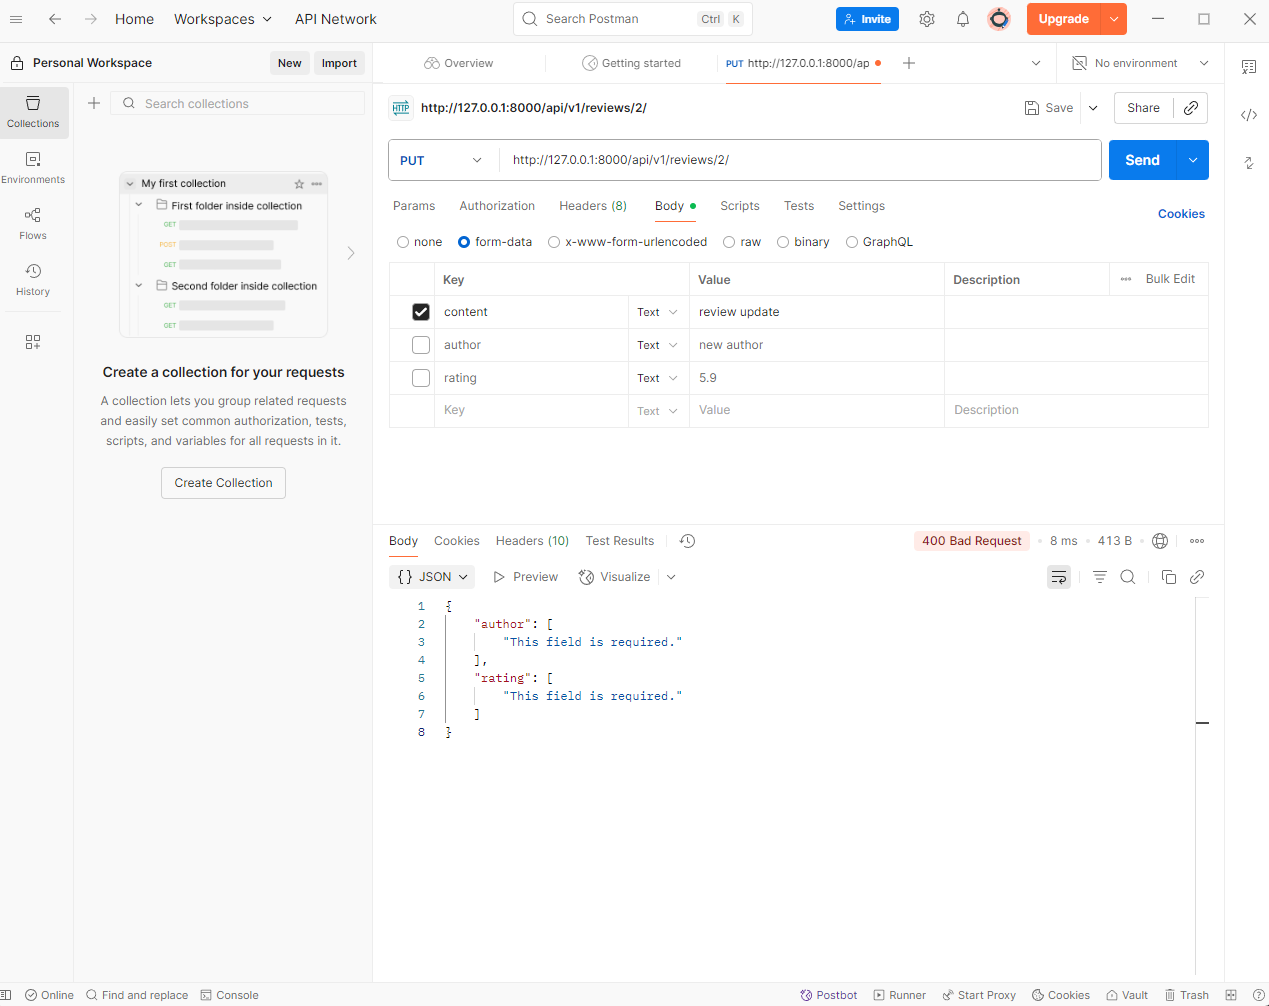 Home Workspaces API Network Search Postman Ctrl K Invite Upgrade
Personal Workspace New Import
Overview Getting started PUT http://127.0.0.1:8000/ap No environment
Collections
Environments
Flows
History
Search collections
My first collection
First folder inside collection
GET
POST
GET
Second folder inside collection
GET
GET
Create a collection for your requests
A collection lets you group related requests
and easily set common authorization, tests,
scripts, and variables for all requests in it.
Create Collection
HTTP http://127.0.0.1:8000/api/v1/reviews/2/ Save Share
PUT http://127.0.0.1:8000/api/v1/reviews/2/ Send
Params Authorization Headers (8) Body Scripts Tests Settings Cookies
none form-data x-www-form-urlencoded raw binary GraphQL
Key Value Description Bulk Edit
content Text review update
author Text new author
rating Text 5.9
Key Text Value Description
Body Cookies Headers (10) Test Results 400 Bad Request 8 ms 413 B
{} JSON Preview Visualize
1 {
2 "author": [
3 "This field is required."
4 ],
5 "rating": [
6 "This field is required."
7 ]
8 }
Online Find and replace Console Postbot Runner Start Proxy Cookies Vault Trash